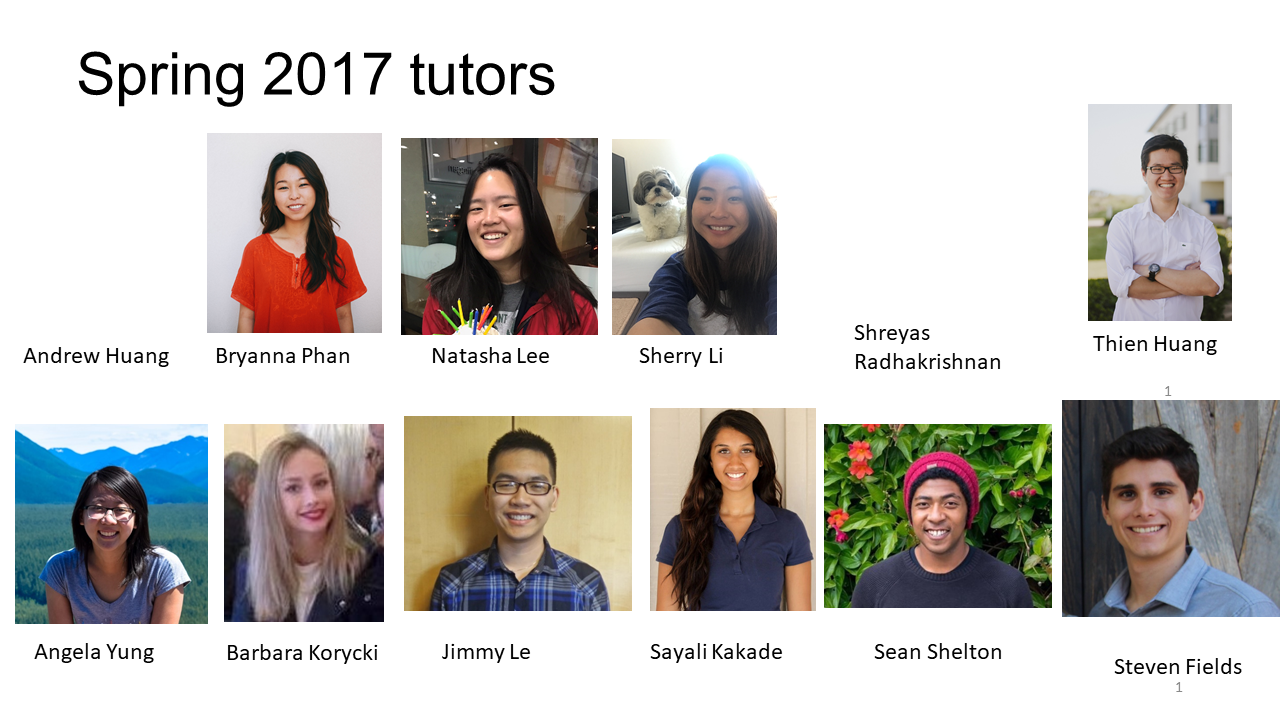 Spring 2017 tutors
Andrew Huang
Bryanna Phan
Natasha Lee
Sherry Li
Shreyas
Radhakrishnan
Thien Huang
1
Angela Yung
Barbara Korycki
Jimmy Le
Sayali Kakade
Sean Shelton
Steven Fields
1